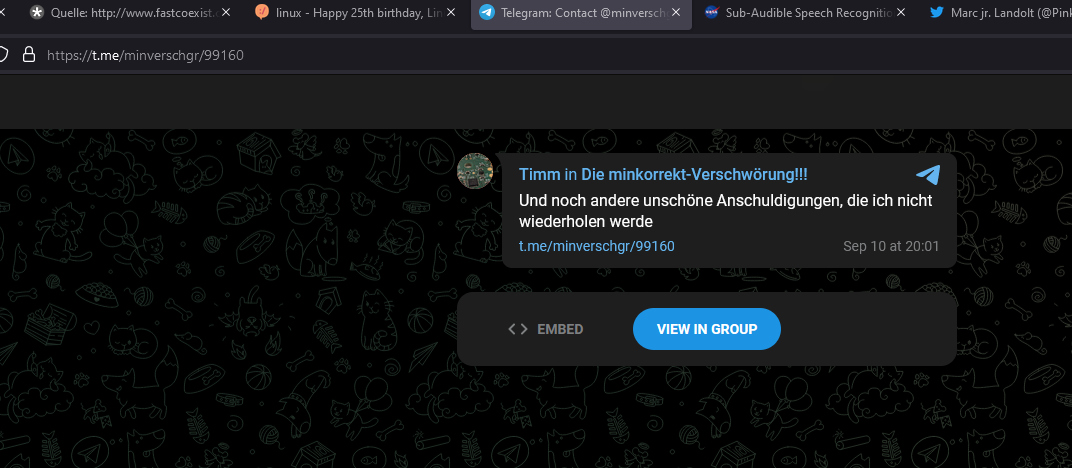 Quelle: http://www.fastcoexist.c
linux - Happy 25th birthday, Lin
Telegram: Contact @minversch
NASA
Sub-Audible Speech Recognitio
Marc jr. Landolt (@Pink
https://t.me/minverschgr/99160
Timm in Die minkorrekt-Verschwörung!!!
Und noch andere unschöne Anschuldigungen, die ich nicht
wiederholen werde
t.me/minverschgr/99160 Sep 10 at 20:01
EMBED
VIEW IN GROUP